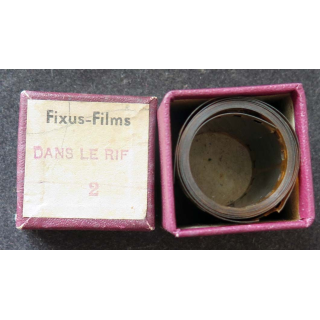 Fixus-Films
DANS LE RIF
2